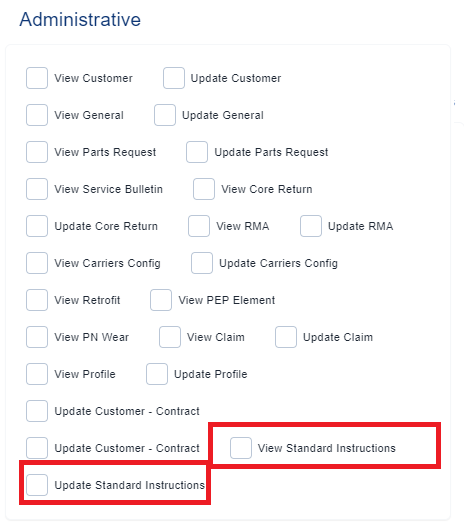 Administrative
View Customer Update Customer
View General Update General
View Parts Request Update Parts Request
View Service Bulletin View Core Return
Update Core Return View RMA Update RMA
View Carriers Config Update Carriers Config
View Retrofit View PEP Element
View PN Wear View Claim Update Claim
View Profile Update Profile
Update Customer - Contract
Update Customer - Contract View Standard Instructions
Update Standard Instructions